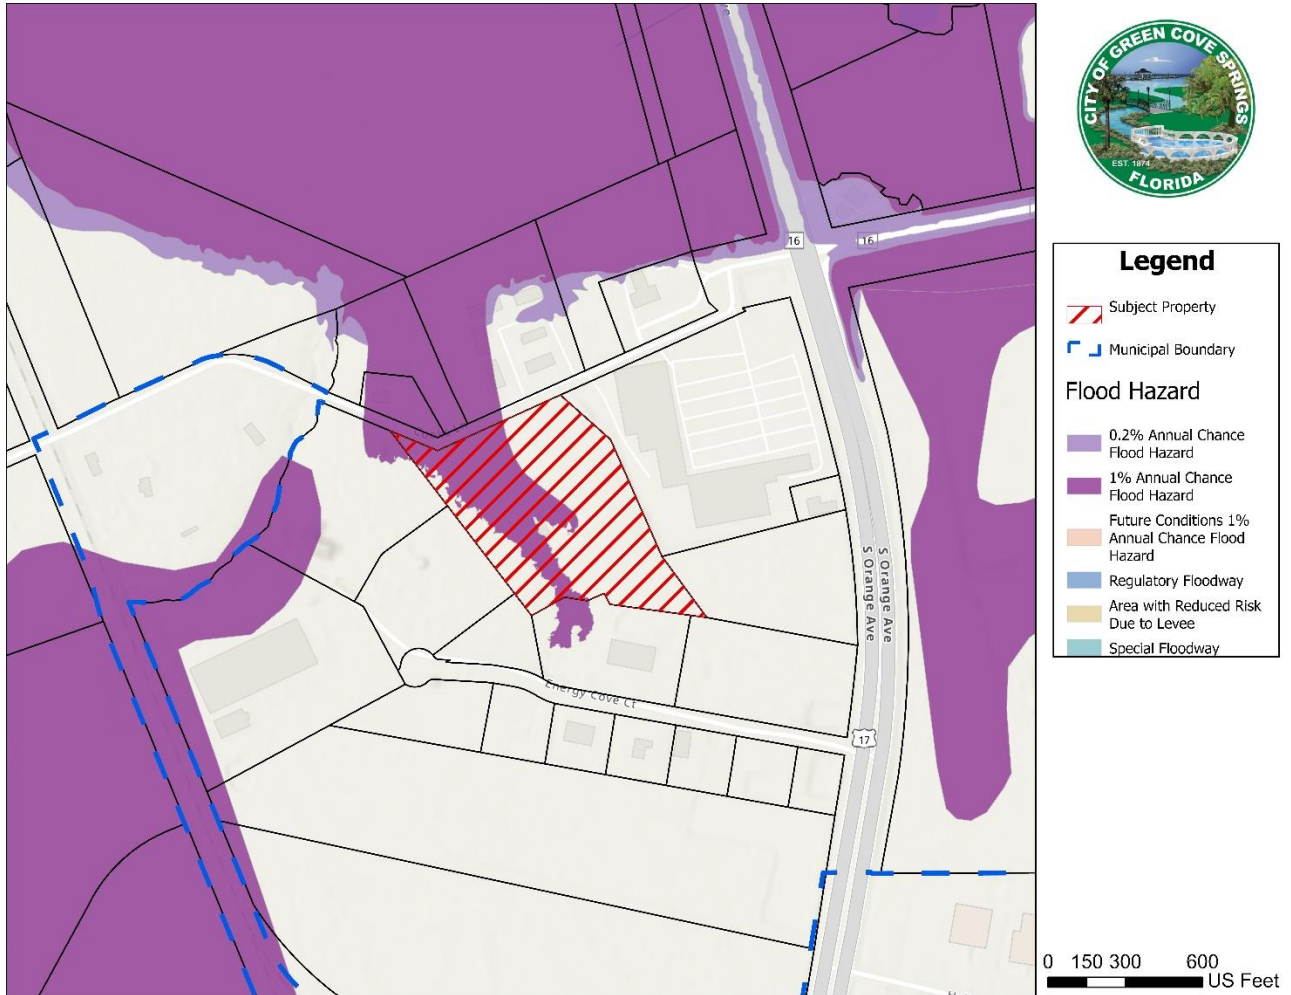 CITY OF GREEN COVE SPRINGS
EST. 1874
FLORIDA
16
16
S Orange Ave
S Orange Ave
Energy Cove Ct
17
Legend
Subject Property
Municipal Boundary
Flood Hazard
0.2% Annual Chance
Flood Hazard
1% Annual Chance
Flood Hazard
Future Conditions 1%
Annual Chance Flood
Hazard
Regulatory Floodway
Area with Reduced Risk
Due to Levee
Special Floodway
0 150 300 600
US Feet